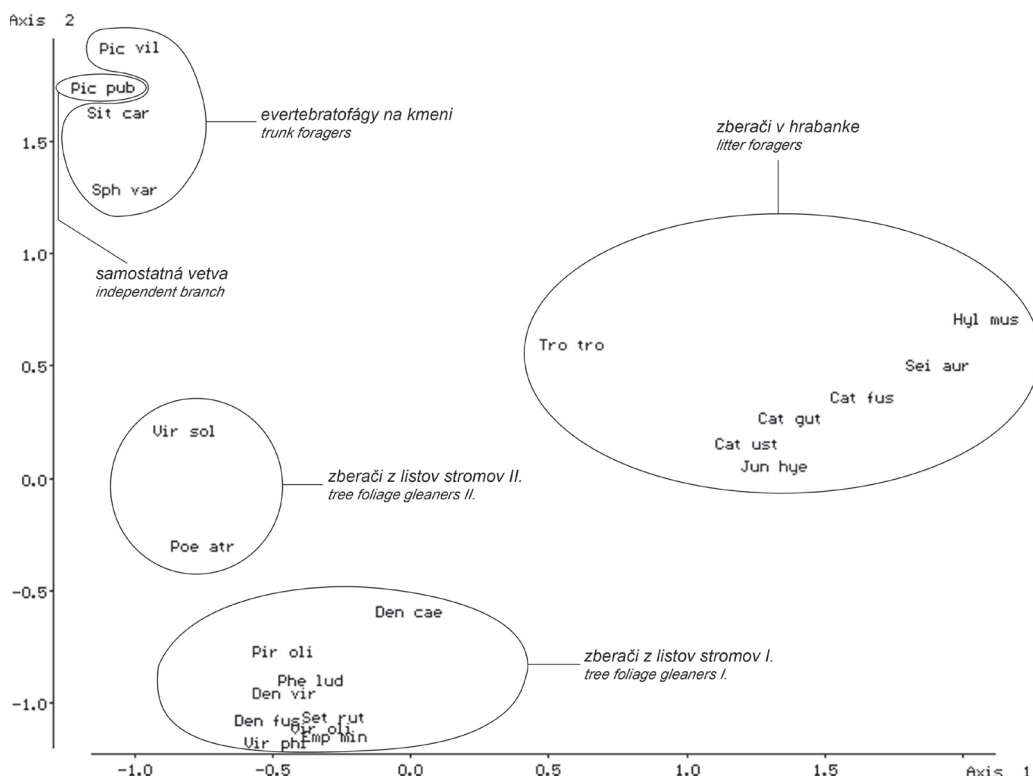 Axis 2
Pic vil
Pic pub
Sit car
evertebratofágy na kmeni
trunk foragers
zberači v hrabanke
litter foragers
1.5
Sph var
1.0
samostatná vetva
independent branch
Hyl mus
Tro tro
0.5
Sei aur
Cat fus
Cat gut
Vir sol
Cat ust
Jun hye
zberači z listov stromov II.
tree foliage gleaners II.
0.0
Poe atr
-0.5
Den cae
Pir oli
zberači z listov stromov I.
tree foliage gleaners I.
Phe lud
Den vir
-1.0
Set rut
Den fus
Vir oli
Emp min
Vir phi
-1.0 -0.5 0.0 0.5 1.0 1.5
Axis 1